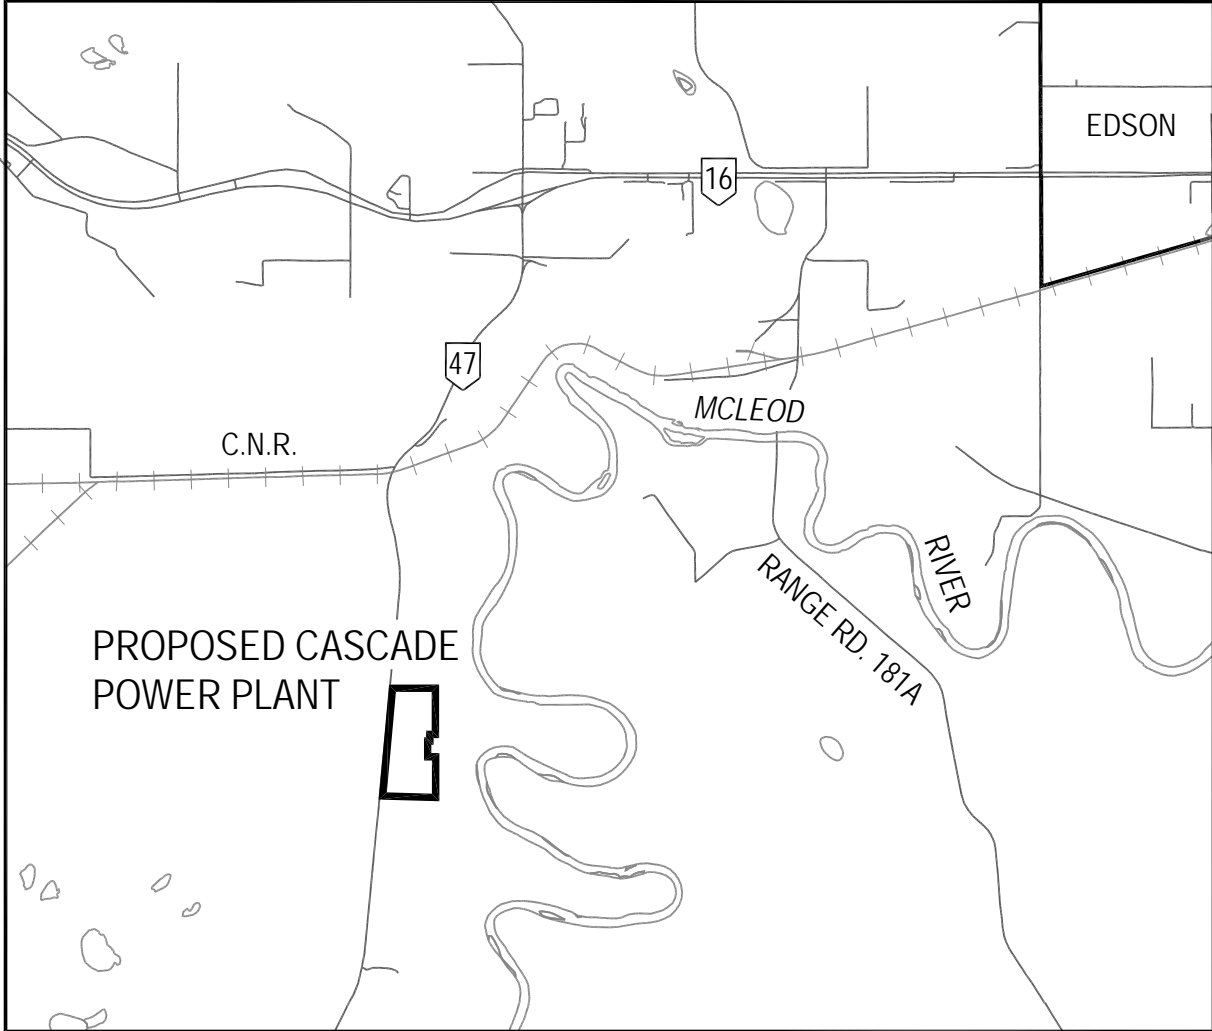 EDSON
16
47
MCLEOD
C.N.R.
RIVER
RANGE RD. 181A
PROPOSED CASCADE
POWER PLANT